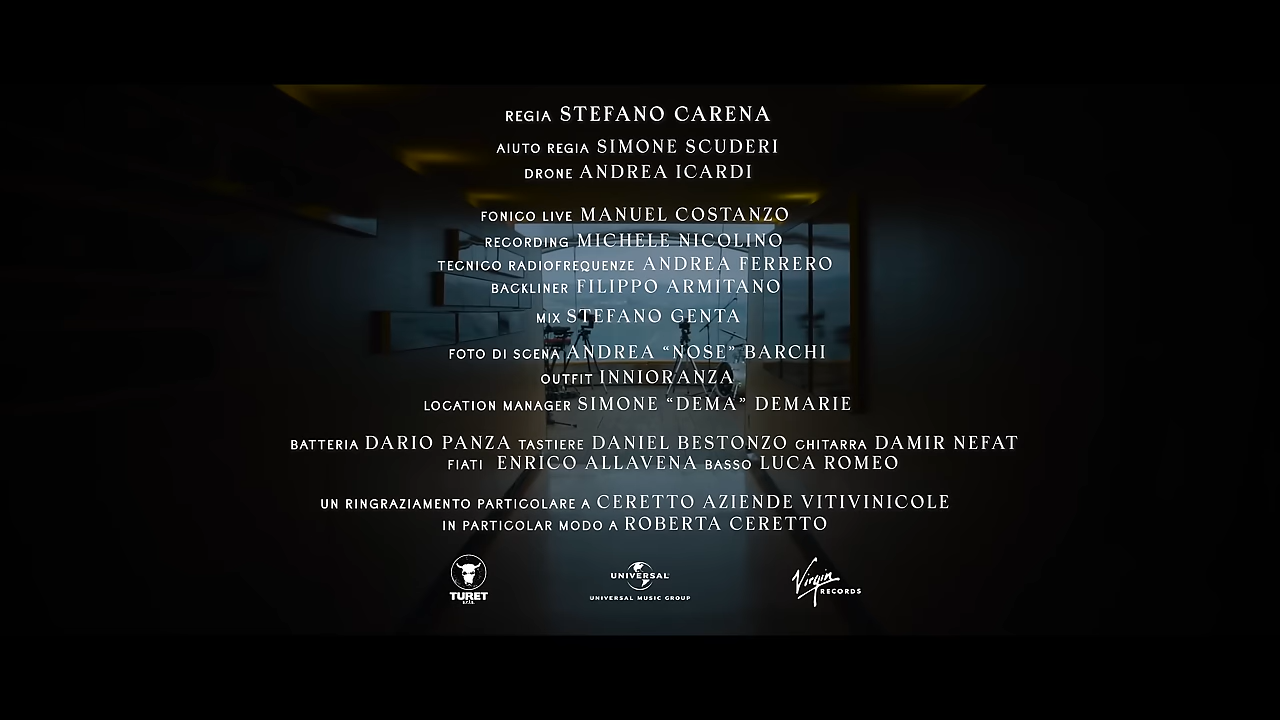 REGIA STEFANO CARENA
AIUTO REGIA SIMONE SCUDERI
DRONE ANDREA ICARDI
FONICO LIVE MANUEL COSTANZO
RECORDING MICHELE NICOLINO
TECNICO RADIOFREQUENZE ANDREA FERRERO
BACKLINER FILIPPO ARMITANO
MIX STEFANO GENTA
FOTO DI SCENA ANDREA “NOSE” BARCHI
OUTFIT INNIORANZA
LOCATION MANAGER SIMONE “DEMA” DEMARIE
BATTERIA DARIO PANZA TASTIERE DANIEL BESTONZO CHITARRA DAMIR NEFAT
FIATI ENRICO ALLAVENA BASSO LUCA ROMEO
UN RINGRAZIAMENTO PARTICOLARE A CERETTO AZIENDE VITIVINICOLE
IN PARTICOLAR MODO A ROBERTA CERETTO
TURET
s.r.l.s.
UNIVERSAL
UNIVERSAL MUSIC GROUP
Virgin RECORDS